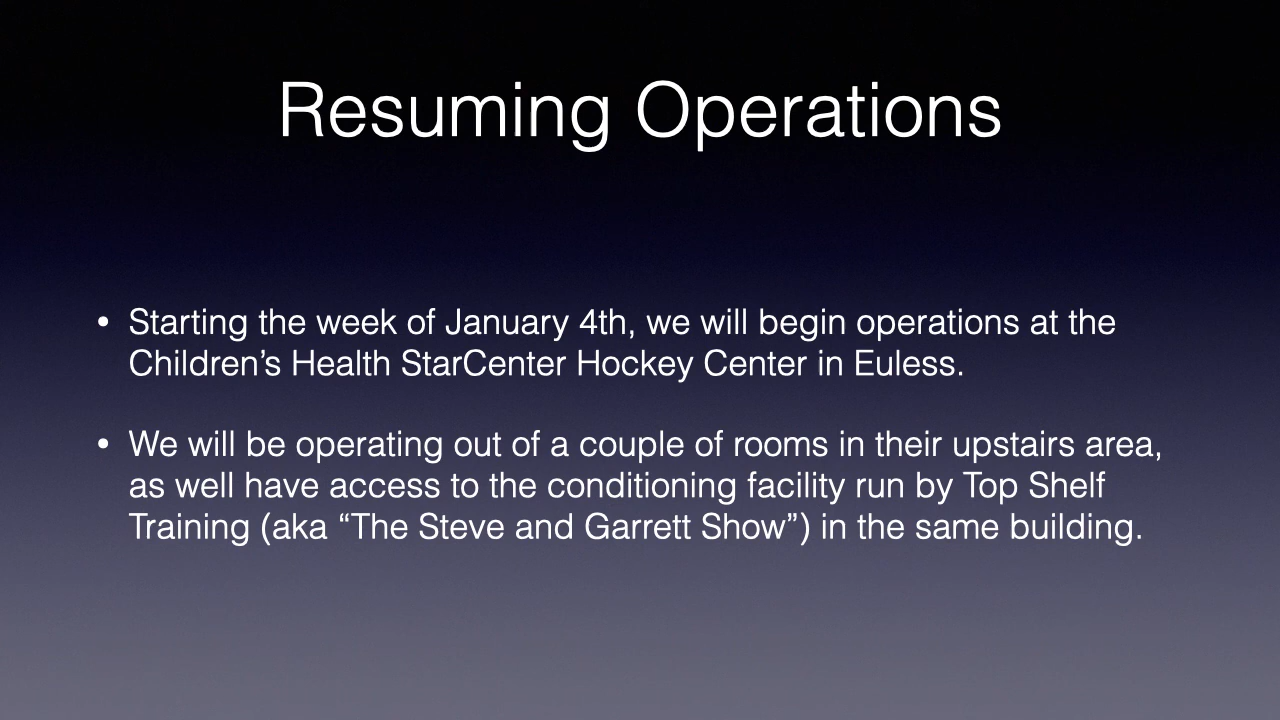 Resuming Operations
• Starting the week of January 4th, we will begin operations at the
Children’s Health StarCenter Hockey Center in Euless.
• We will be operating out of a couple of rooms in their upstairs area,
as well have access to the conditioning facility run by Top Shelf
Training (aka “The Steve and Garrett Show”) in the same building.